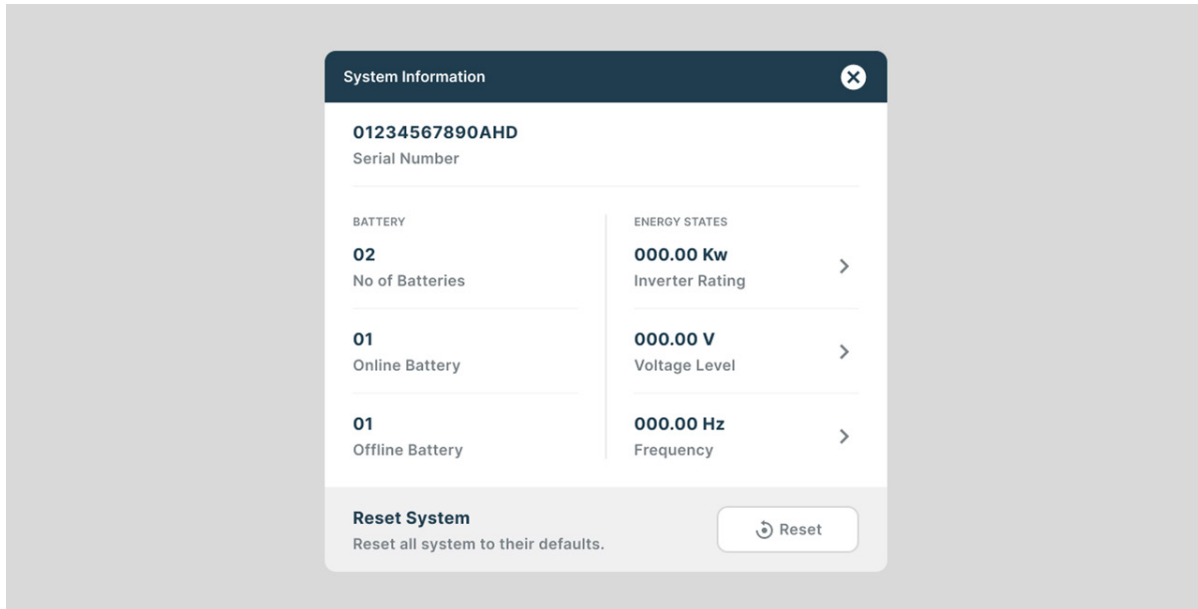 System Information
01234567890AHD
Serial Number
BATTERY
02
No of Batteries
01
Online Battery
01
Offline Battery
ENERGY STATES
000.00 Kw
Inverter Rating
000.00 V
Voltage Level
000.00 Hz
Frequency
Reset System
Reset all system to their defaults.
Reset